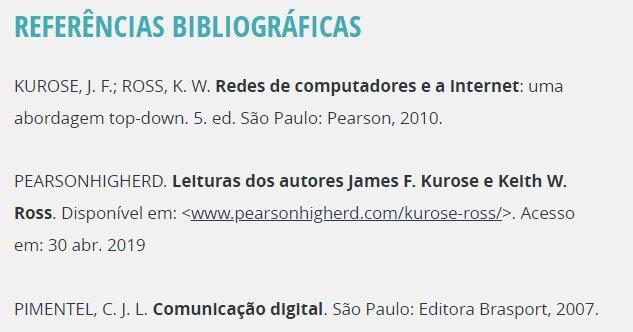 REFERÊNCIAS BIBLIOGRÁFICAS
KUROSE, J. F.; ROSS, K. W. Redes de computadores e a Internet: uma
abordagem top-down. 5. ed. São Paulo: Pearson, 2010.
PEARSONHIGHERD. Leituras dos autores James F. Kurose e Keith W.
Ross. Disponível em: <www.pearsonhigherd.com/kurose-ross/>. Acesso
em: 30 abr. 2019
PIMENTEL, C. J. L. Comunicação digital. São Paulo: Editora Brasport, 2007.